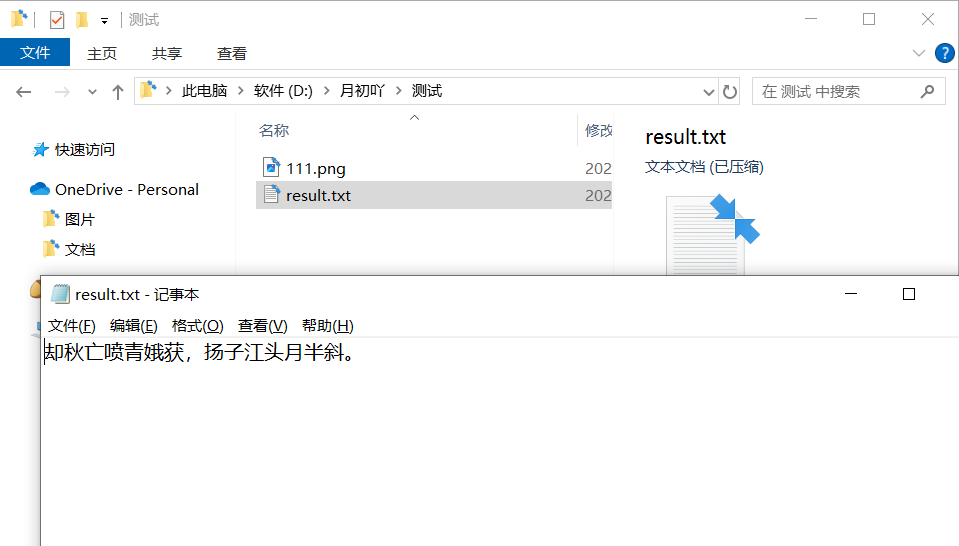 测试
文件 主页 共享 查看
此电脑 软件 (D:) 月初吖 测试
在 测试 中搜索
名称 修改
快速访问
OneDrive - Personal
图片
文档
111.png 202
result.txt 202
result.txt
文本文档 (已压缩)
result.txt - 记事本
文件(F) 编辑(E) 格式(O) 查看(V) 帮助(H)
却秋亡喷青娥获，扬子江头月半斜。